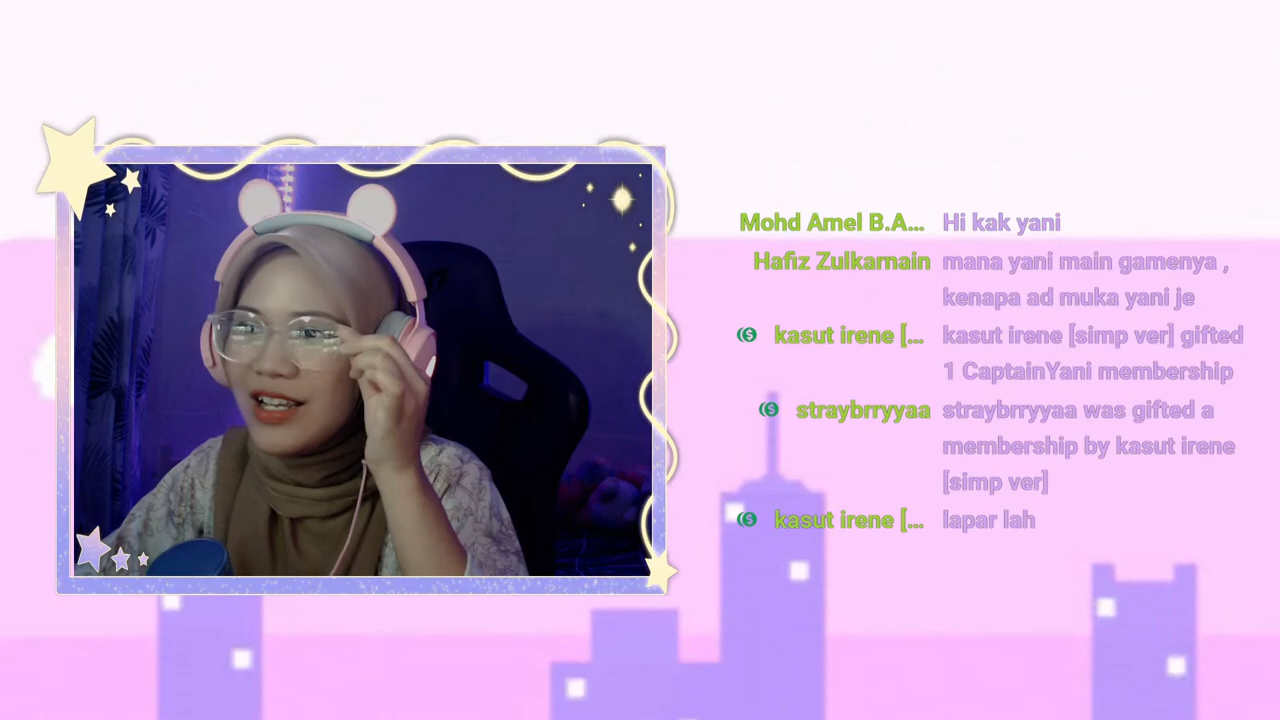 Mohd Amel B.A... Hi kak yani
Hafiz Zulkarnain mana yani main gamenya ,
kenapa ad muka yani je
kasut irene [... kasut irene [simp ver] gifted
1 CaptainYani membership
straybrryyaa straybrryyaa was gifted a
membership by kasut irene
[simp ver]
kasut irene [... lapar lah